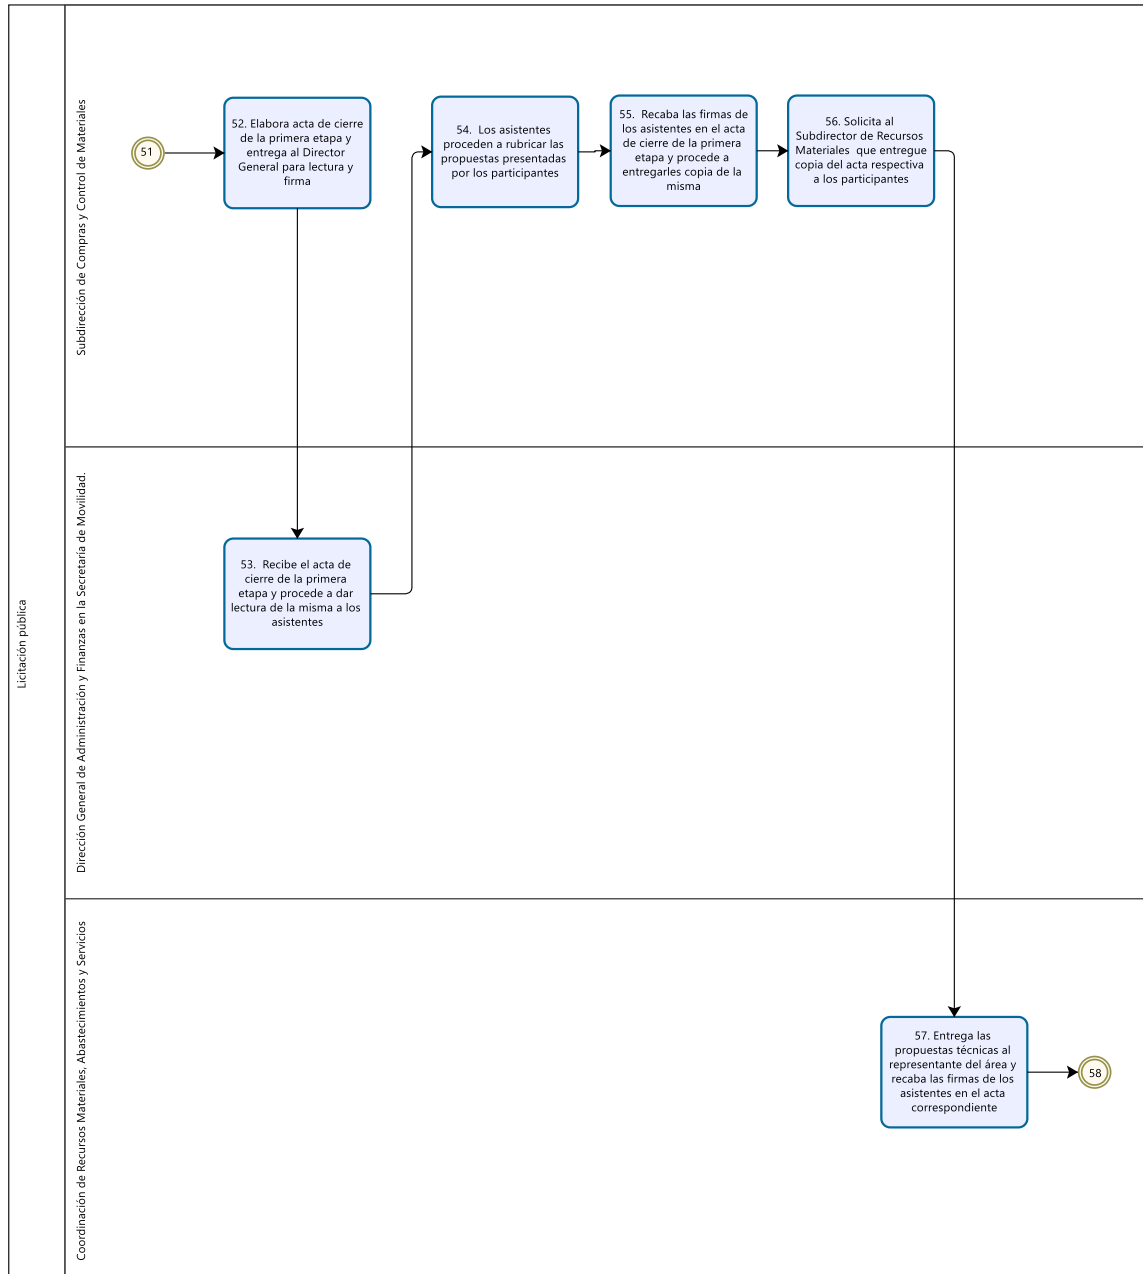 Licitación pública
Subdirección de Compras y Control de Materiales
51
52. Elabora acta de cierre
de la primera etapa y
entrega al Director
General para lectura y
firma
54.  Los asistentes
proceden a rubricar las
propuestas presentadas
por los participantes
55.  Recaba las firmas de
los asistentes en el acta
de cierre de la primera
etapa y procede a
entregarles copia de la
misma
56. Solicita al
Subdirector de Recursos
Materiales  que entregue
copia del acta respectiva
a los participantes
Dirección General de Administración y Finanzas en la Secretaría de Movilidad.
53.  Recibe el acta de
cierre de la primera
etapa y procede a dar
lectura de la misma a los
asistentes
Coordinación de Recursos Materiales, Abastecimientos y Servicios
57. Entrega las
propuestas técnicas al
representante del área y
recaba las firmas de los
asistentes en el acta
correspondiente
58